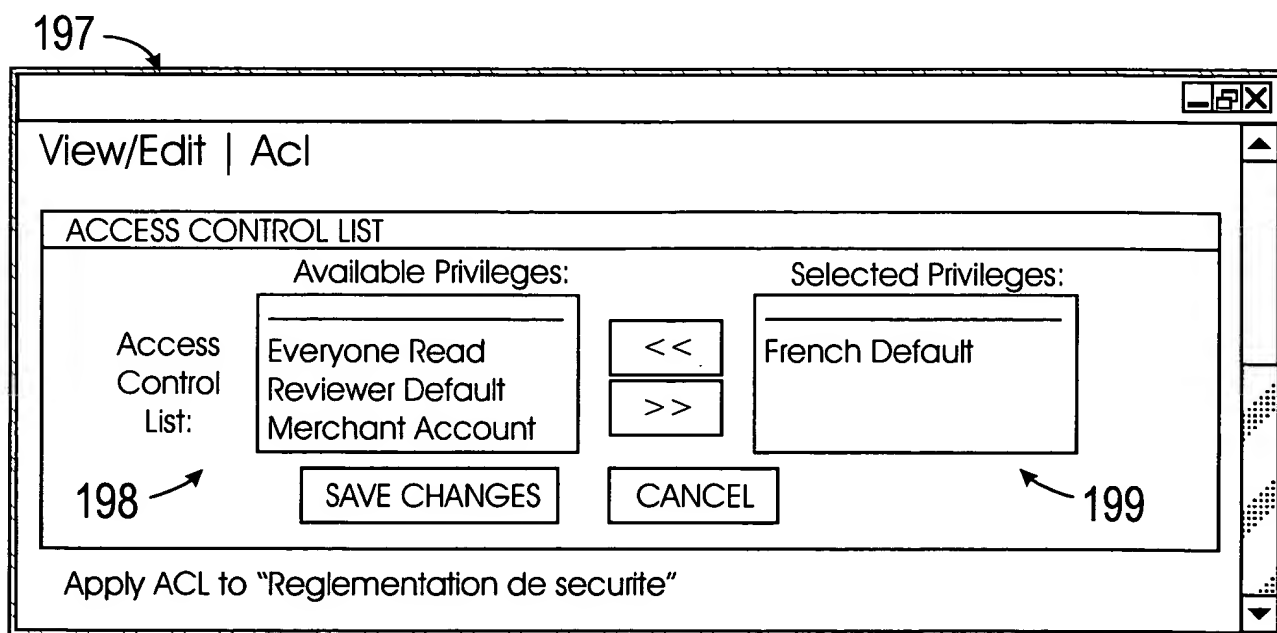 197
View/Edit | Acl
ACCESS CONTROL LIST
Available Privileges:
Selected Privileges:
Access
Control
List:
Everyone Read
Reviewer Default
Merchant Account
<<
>>
French Default
198
SAVE CHANGES
CANCEL
199
Apply ACL to “Reglementation de securite”